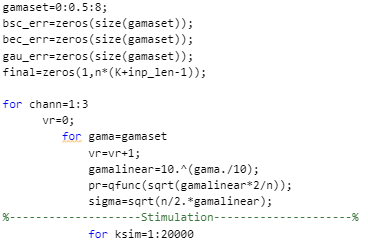 gamaset=0:0.5:8;
bsc_err=zeros(size(gamaset));
bec_err=zeros(size(gamaset));
gau_err=zeros(size(gamaset));
final=zeros(1,n*(K+inp_len-1));
for chann=1:3
vr=0;
for gama=gamaset
vr=vr+1;
gamalinear=10.^(gama./10);
pr=qfunc(sqrt(gamalinear*2/n));
sigma=sqrt(n/2.*gamalinear);
%--------------------Stimulation---------------------%
for ksim=1:20000